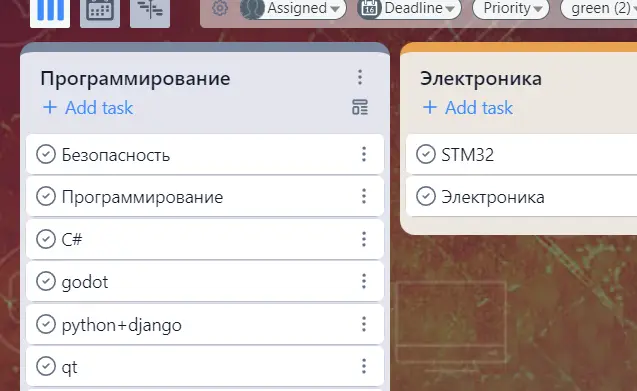 Assigned Deadline Priority green (2)
16
Программирование
+ Add task
Безопасность
Программирование
C#
godot
python+django
qt
Электроника
+ Add task
STM32
Электроника